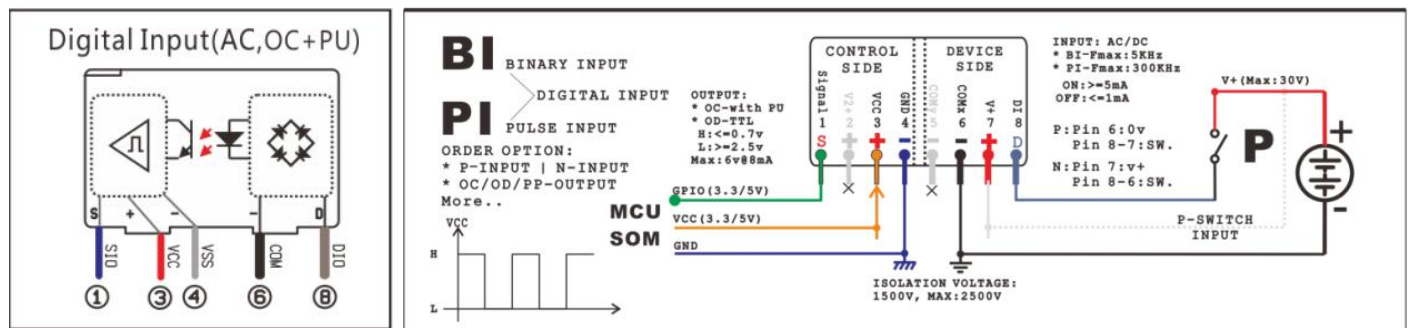 Digital Input(AC,OC+PU)
S
+
-
-
D
SIO
VCC
VSS
COM
DIO
①
③
④
⑥
⑧
BI BINARY INPUT
DIGITAL INPUT
PI PULSE INPUT
ORDER OPTION:
* P-INPUT | N-INPUT
* OC/OD/PP-OUTPUT
More..
VCC
H
L
OUTPUT:
* OC-with PU
* OD-TTL
H:<=0.7v
L:>=2.5v
Max:6v@8mA
MCU
SOM
GPIO(3.3/5V)
VCC(3.3/5V)
GND
CONTROL SIDE
DEVICE SIDE
Signal 1
V2+ 2
VCC 3
GND 4
COMx 5
COMx 6
V+ 7
DI 8
S
+
+
-
-
-
+
D
ISOLATION VOLTAGE:
1500V, MAX:2500V
INPUT: AC/DC
* BI-Fmax:5KHz
* PI-Fmax:300KHz
ON:>=5mA
OFF:<=1mA
P:Pin 6:0v
Pin 8-7:SW.
N:Pin 7:v+
Pin 8-6:SW.
V+(Max:30V)
P
+
-
P-SWITCH
INPUT